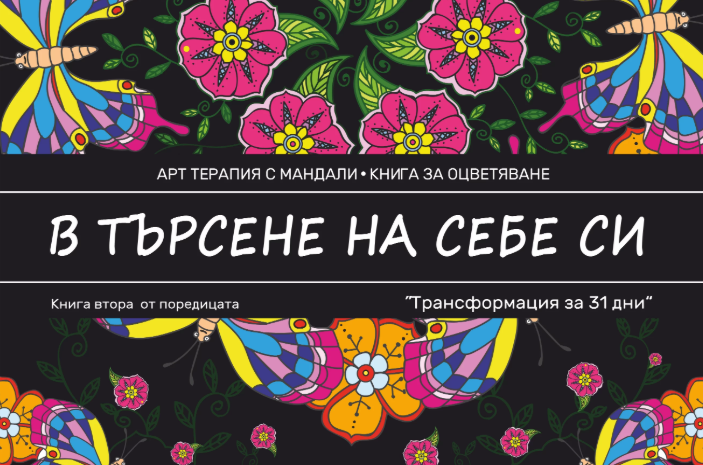 АРТ ТЕРАПИЯ С МАНДАЛИ • КНИГА ЗА ОЦВЕТЯВАНЕ
В ТЪРСЕНЕ НА СЕБЕ СИ
Книга втора от поредицата "Трансформация за 31 дни"